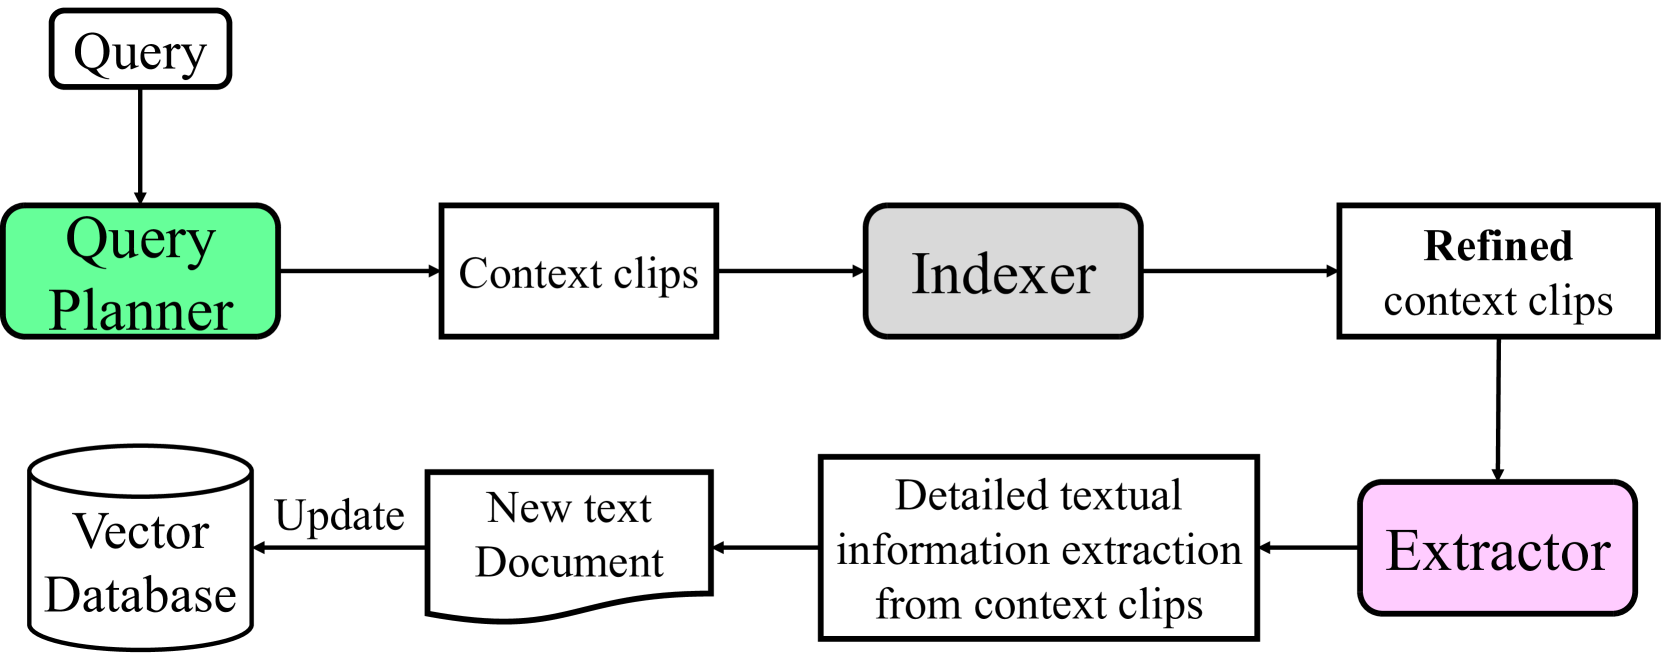 Query
Query
Planner
Context clips
Indexer
Refined
context clips
Extractor
Detailed textual
information extraction
from context clips
New text
Document
Update
Vector
Database